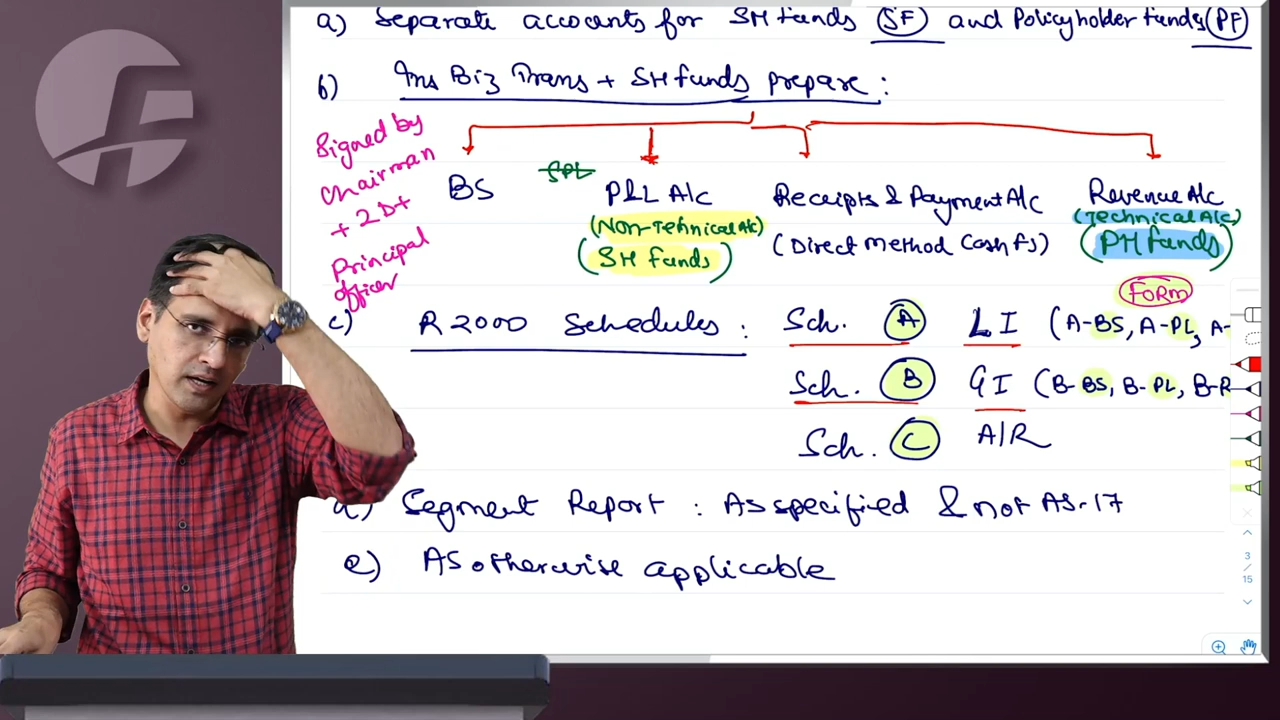 a) Separate accounts for SH funds (SF) and Policyholder funds (PF)
b) Ins Biz Trans + SH funds prepare :
Signed by
Chairman
+ 2 D+
Principal
officer
BS
SPL
P&L A/c
(Non-Technical A/c)
(SH funds)
Receipts & Payment A/c
(Direct Method Cash FS)
Revenue A/c
(Technical A/c)
(PH funds)
FORM
c) R 2000 Schedules : Sch. A LI (A-BS, A-PL, A-
Sch. B GI (B-BS, B-PL, B-R
Sch. C A/R
d) Segment Report : As specified & not AS-17
e) AS otherwise applicable
3
/
15